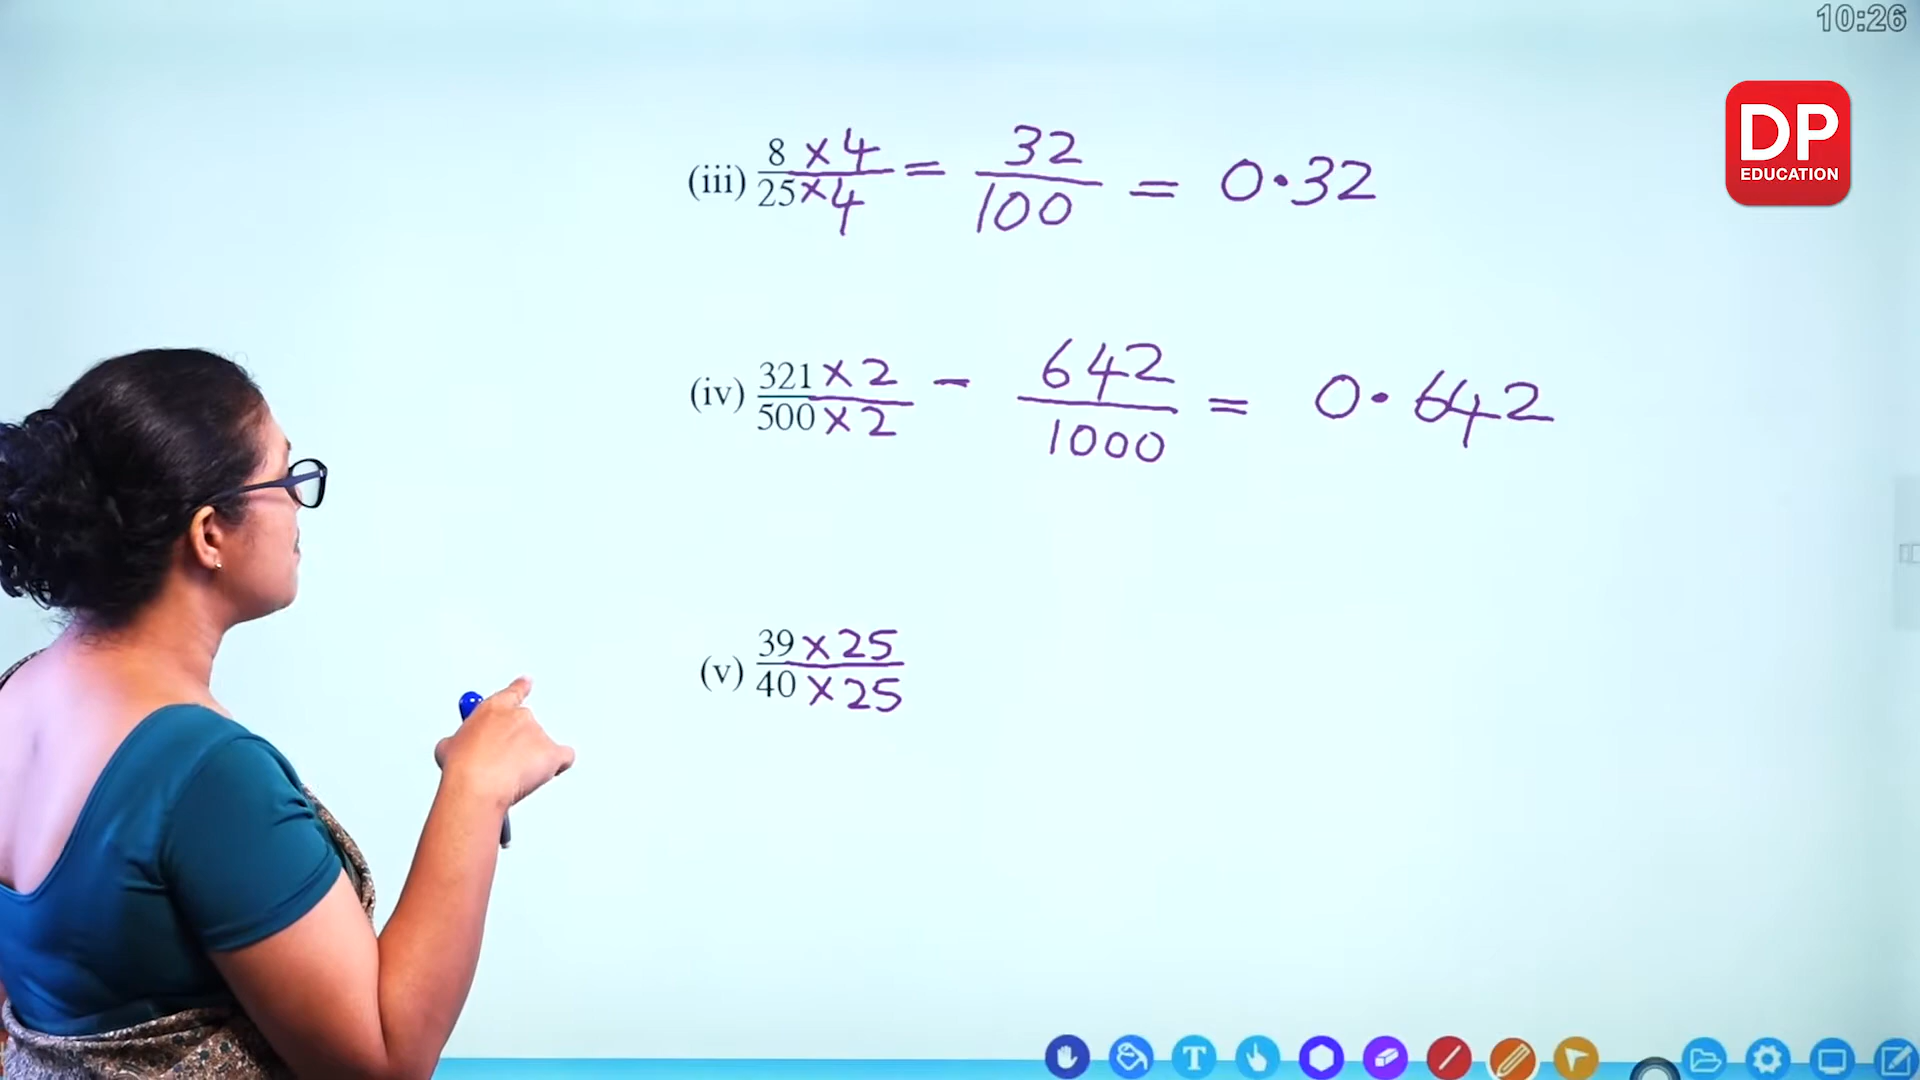 10:26
DP
EDUCATION
(iii) 8 × 4 / 25 × 4 = 32 / 100 = 0·32
(iv) 321 × 2 / 500 × 2 - 642 / 1000 = 0·642
(v) 39 × 25 / 40 × 25
T